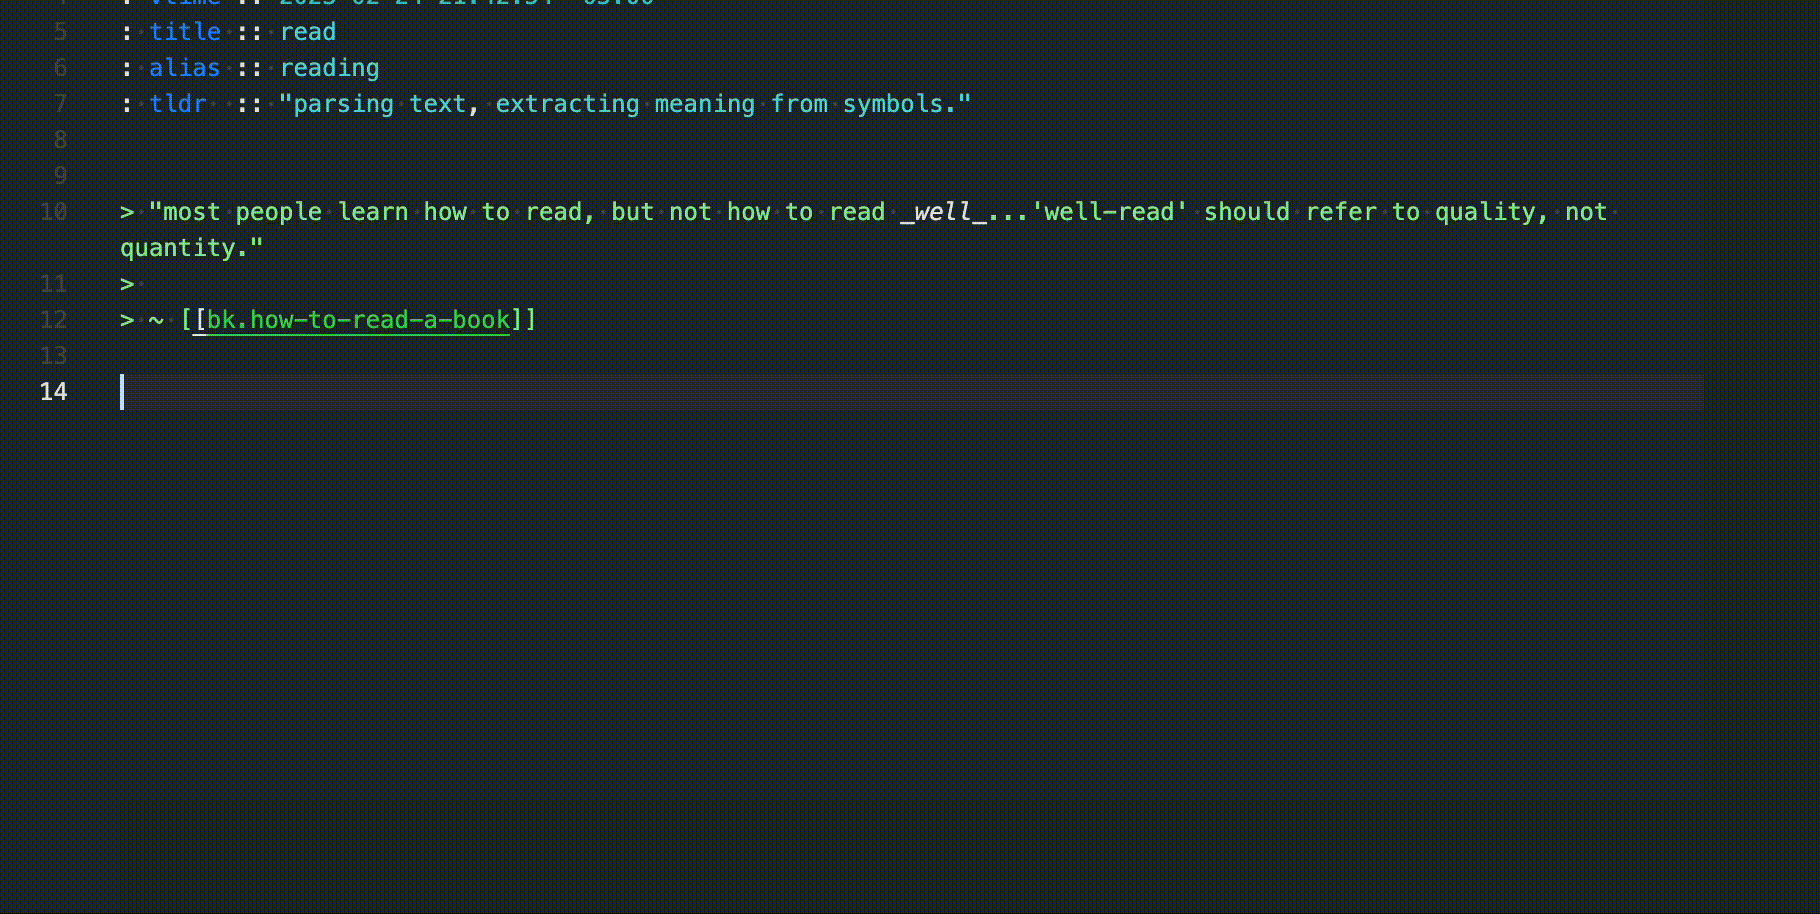 5 : title :: read
6 : alias :: reading
7 : tldr  :: "parsing text, extracting meaning from symbols."
8
9
10 > "most people learn how to read, but not how to read _well_...'well-read' should refer to quality, not
quantity."
11 >
12 > ~ [[bk.how-to-read-a-book]]
13
14